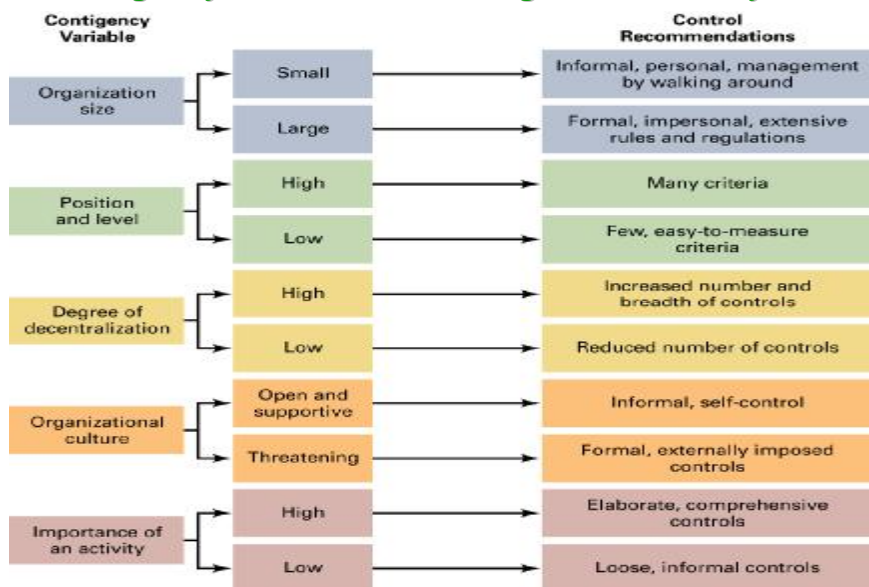 Contigency
Variable
Control
Recommendations
Organization
size
Small
Informal, personal, management
by walking around
Large
Formal, impersonal, extensive
rules and regulations
Position
and level
High
Many criteria
Low
Few, easy-to-measure
criteria
Degree of
decentralization
High
Increased number and
breadth of controls
Low
Reduced number of controls
Organizational
culture
Open and
supportive
Informal, self-control
Threatening
Formal, externally imposed
controls
Importance of
an activity
High
Elaborate, comprehensive
controls
Low
Loose, informal controls